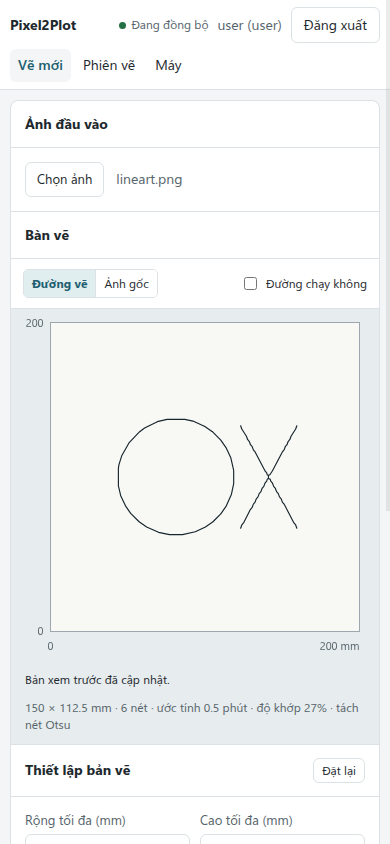 Pixel2Plot
Đang đồng bộ
user (user)
Đăng xuất
Vẽ mới
Phiên vẽ
Máy
Ảnh đầu vào
Chọn ảnh
lineart.png
Bàn vẽ
Đường vẽ
Ảnh gốc
Đường chạy không
200
0
0
200 mm
Bản xem trước đã cập nhật.
150 × 112.5 mm · 6 nét · ước tính 0.5 phút · độ khớp 27% · tách
nét Otsu
Thiết lập bản vẽ
Đặt lại
Rộng tối đa (mm)
Cao tối đa (mm)